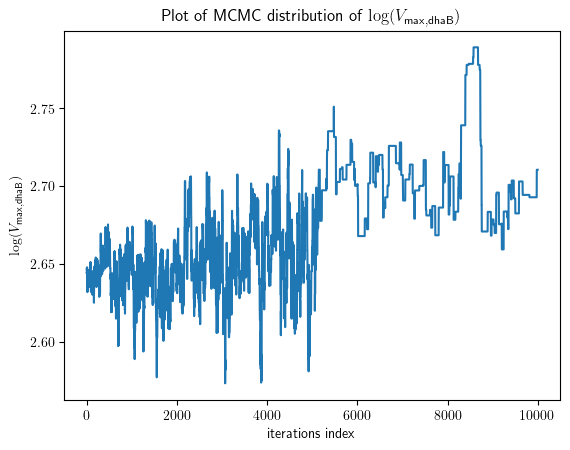 Plot of MCMC distribution of log(V_max,dhaB)
log(V_max,dhaB)
2.75
2.70
2.65
2.60
0 2000 4000 6000 8000 10000
iterations index